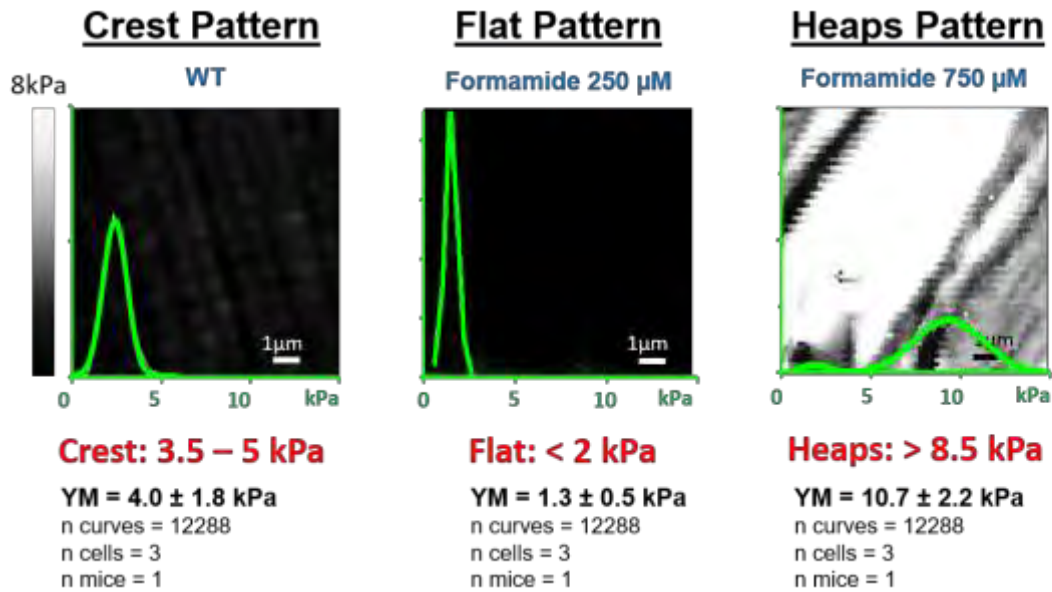 Crest Pattern
Flat Pattern
Heaps Pattern
WT
Formamide 250 µM
Formamide 750 µM
8kPa
1µm
1µm
1µm
0 5 10 kPa
0 5 10 kPa
0 5 10 kPa
Crest: 3.5 – 5 kPa
Flat: < 2 kPa
Heaps: > 8.5 kPa
YM = 4.0 ± 1.8 kPa
n curves = 12288
n cells = 3
n mice = 1
YM = 1.3 ± 0.5 kPa
n curves = 12288
n cells = 3
n mice = 1
YM = 10.7 ± 2.2 kPa
n curves = 12288
n cells = 3
n mice = 1